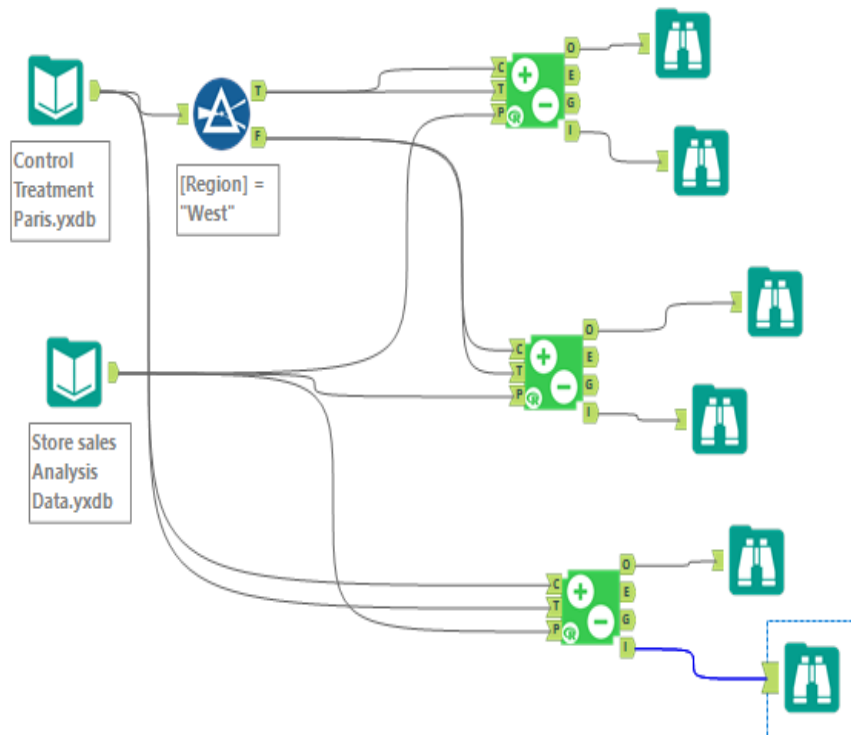 Control
Treatment
Paris.yxdb
T
F
[Region] =
"West"
C
T
P
R
O
E
G
I
Store sales
Analysis
Data.yxdb
C
T
P
R
O
E
G
I
C
T
P
R
O
E
G
I